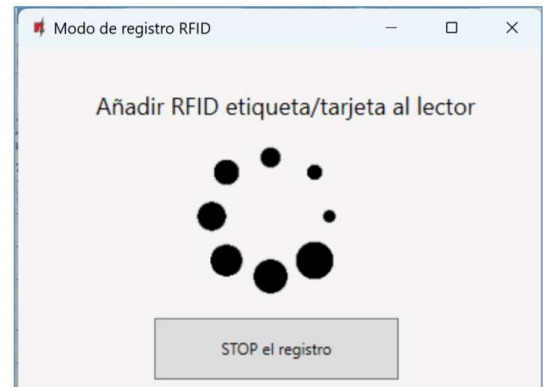 Modo de registro RFID
Añadir RFID etiqueta/tarjeta al lector
STOP el registro